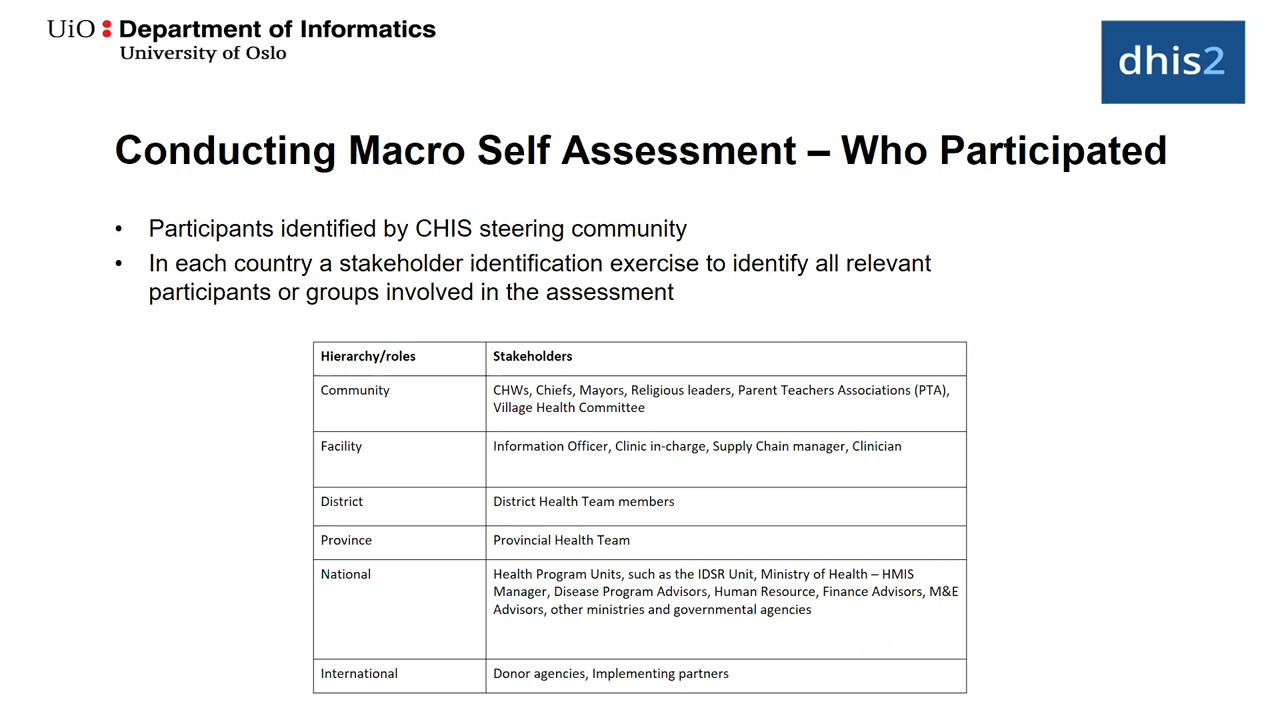 UiO : Department of Informatics
University of Oslo
dhis2
Conducting Macro Self Assessment – Who Participated
• Participants identified by CHIS steering community
• In each country a stakeholder identification exercise to identify all relevant
participants or groups involved in the assessment
Hierarchy/roles Stakeholders
Community CHWs, Chiefs, Mayors, Religious leaders, Parent Teachers Associations (PTA),
Village Health Committee
Facility Information Officer, Clinic in-charge, Supply Chain manager, Clinician
District District Health Team members
Province Provincial Health Team
National Health Program Units, such as the IDSR Unit, Ministry of Health – HMIS
Manager, Disease Program Advisors, Human Resource, Finance Advisors, M&E
Advisors, other ministries and governmental agencies
International Donor agencies, Implementing partners